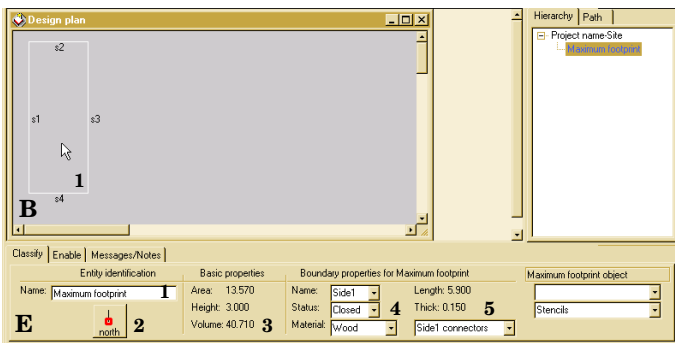 Design plan
s2
s1
s3
1
B
s4
Hierarchy Path
Project name-Site
Maximum footprint
Classify Enable Messages/Notes
Entity identification
Name: Maximum footprint 1
E
north
2
Basic properties
Area: 13.570
Height: 3.000
Volume: 40.710 3
Boundary properties for Maximum footprint
Name: Side1 Length: 5.900
Status: Closed 4 Thick: 0.150 5
Material: Wood Side1 connectors
Maximum footprint object
Stencils